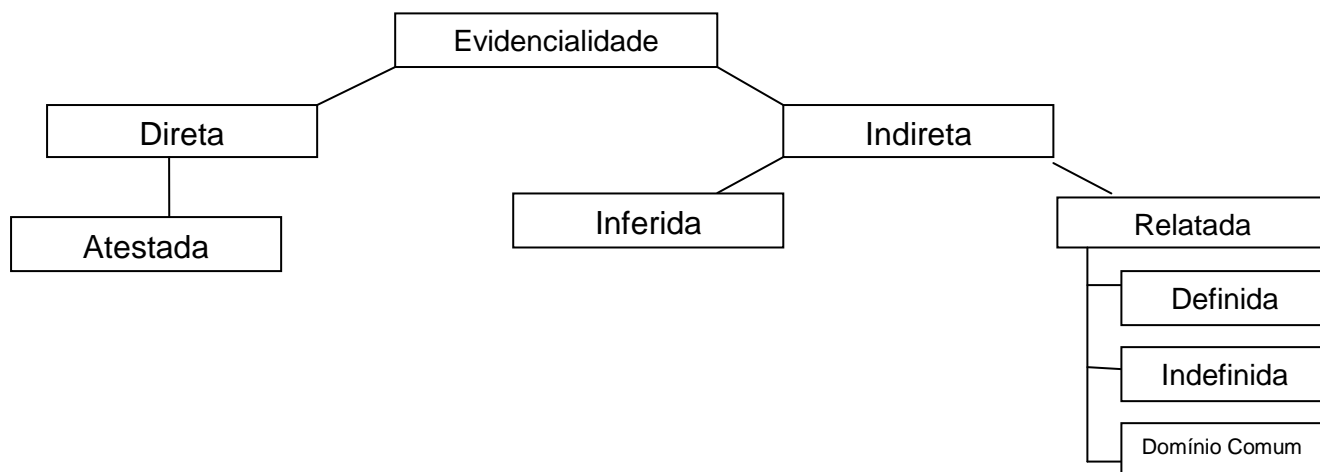 Evidencialidade
Direta
Indireta
Atestada
Inferida
Relatada
Definida
Indefinida
Domínio Comum